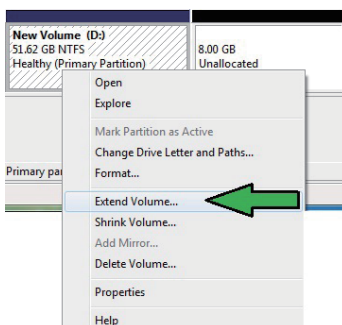 New Volume (D:)
51.62 GB NTFS
Healthy (Primary Partition)
8.00 GB
Unallocated
Open
Explore
Mark Partition as Active
Change Drive Letter and Paths...
Format...
Primary par
Extend Volume...
Shrink Volume...
Add Mirror...
Delete Volume...
Properties
Help